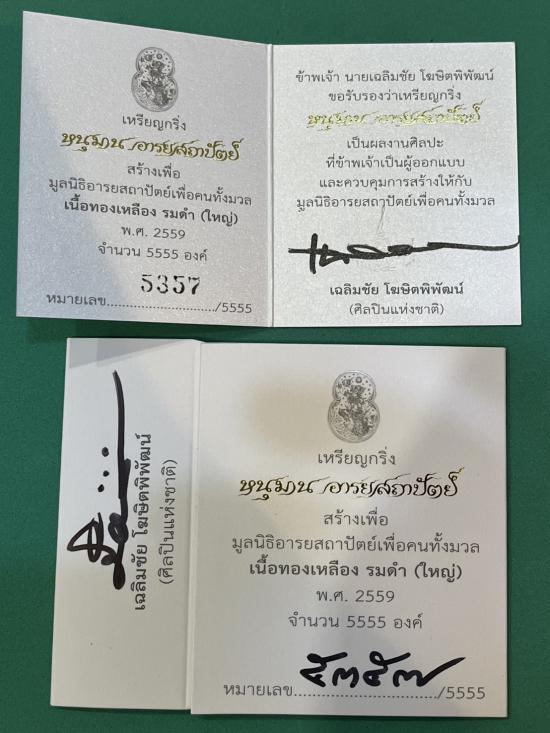 เหรียญกริ่ง
หนุมาน อารยสถาปัตย์
สร้างเพื่อ
มูลนิธิอารยสถาปัตย์เพื่อคนทั้งมวล
เนื้อทองเหลือง รมดำ (ใหญ่)
พ.ศ. 2559
จำนวน 5555 องค์
5357
หมายเลข............................/5555
ข้าพเจ้า นายเฉลิมชัย โฆษิตพิพัฒน์
ขอรับรองว่าเหรียญกริ่ง
หนุมาน อารยสถาปัตย์
เป็นผลงานศิลปะ
ที่ข้าพเจ้าเป็นผู้ออกแบบ
และควบคุมการสร้างให้กับ
มูลนิธิอารยสถาปัตย์เพื่อคนทั้งมวล
เฉลิมชัย โฆษิตพิพัฒน์
(ศิลปินแห่งชาติ)
เฉลิมชัย โฆษิตพิพัฒน์
(ศิลปินแห่งชาติ)
เหรียญกริ่ง
หนุมาน อารยสถาปัตย์
สร้างเพื่อ
มูลนิธิอารยสถาปัตย์เพื่อคนทั้งมวล
เนื้อทองเหลือง รมดำ (ใหญ่)
พ.ศ. 2559
จำนวน 5555 องค์
๕๓๕๗
หมายเลข................................/5555